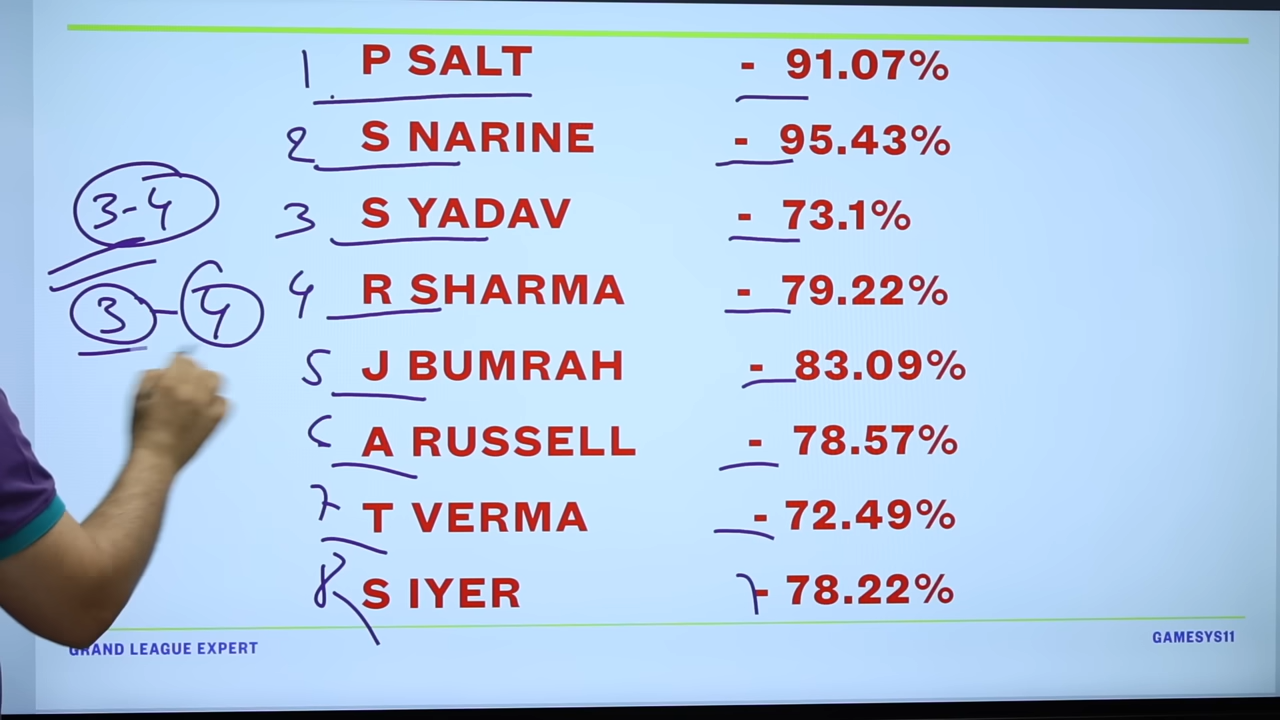 1 P SALT - 91.07%
2 S NARINE - 95.43%
3-4
3 S YADAV - 73.1%
3-4
4 R SHARMA - 79.22%
5 J BUMRAH - 83.09%
6 A RUSSELL - 78.57%
7 T VERMA - 72.49%
8 S IYER - 78.22%
GRAND LEAGUE EXPERT
GAMESYS11